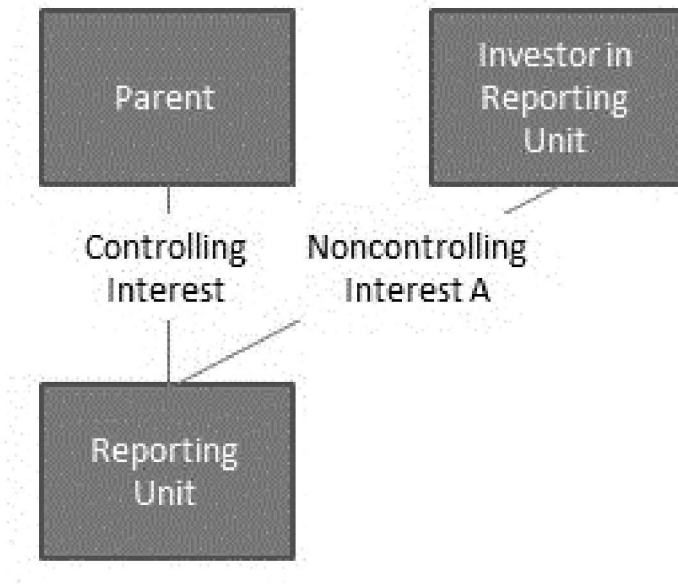 Parent
Investor in
Reporting
Unit
Controlling
Interest
Noncontrolling
Interest A
Reporting
Unit